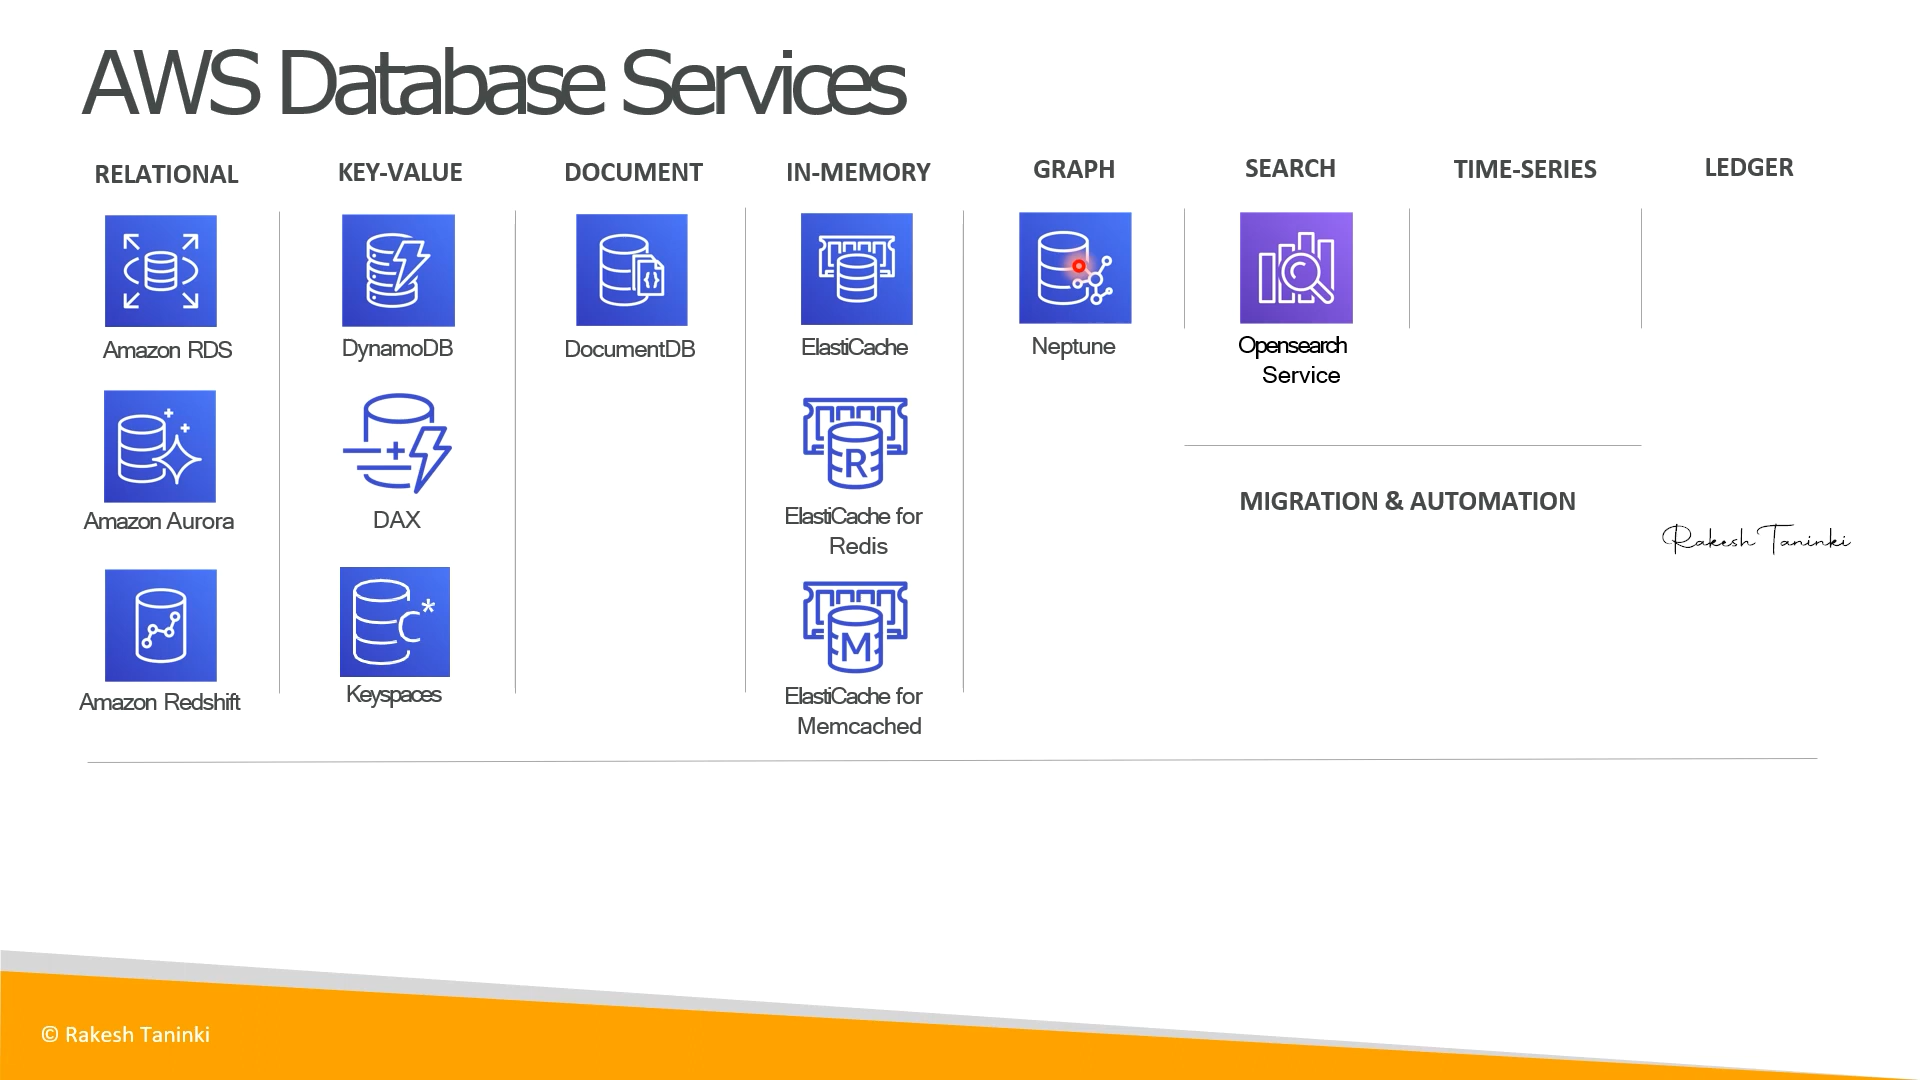 AWS Database Services
RELATIONAL
KEY-VALUE
DOCUMENT
IN-MEMORY
GRAPH
SEARCH
TIME-SERIES
LEDGER
Amazon RDS
DynamoDB
DocumentDB
ElastiCache
Neptune
Opensearch
Service
Amazon Aurora
DAX
R
ElastiCache for
Redis
MIGRATION & AUTOMATION
Rakesh Taninki
Amazon Redshift
C*
Keyspaces
M
ElastiCache for
Memcached
© Rakesh Taninki